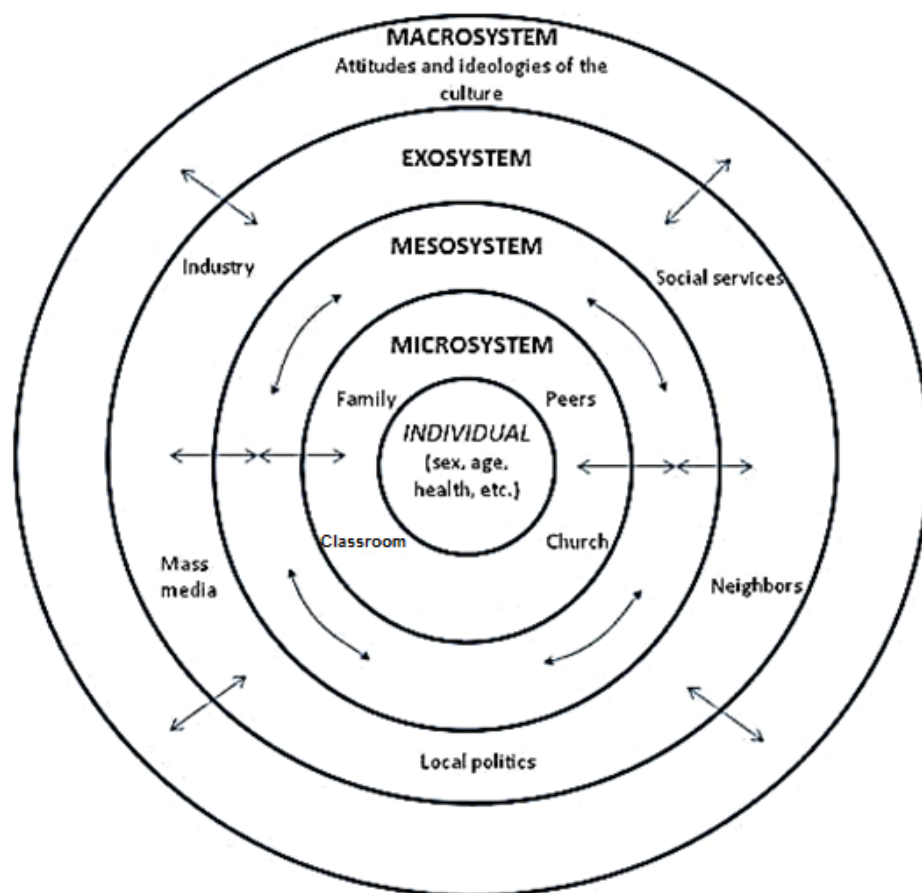 MACROSYSTEM
Attitudes and ideologies of the
culture
EXOSYSTEM
MESOSYSTEM
Industry
Social services
MICROSYSTEM
Family
Peers
INDIVIDUAL
(sex, age,
health, etc.)
Classroom
Church
Mass
media
Neighbors
Local politics